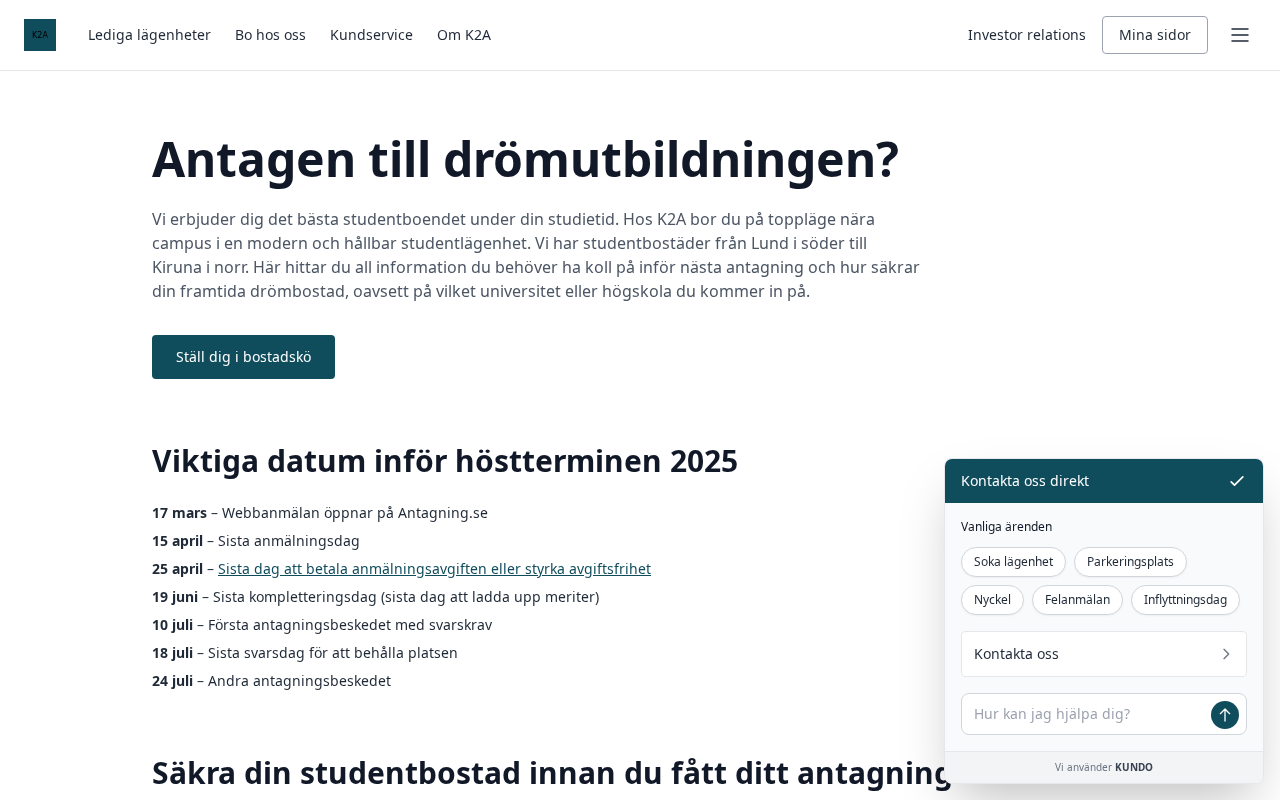 K2A
Lediga lägenheter
Bo hos oss
Kundservice
Om K2A
Investor relations
Mina sidor
Antagen till drömutbildningen?
Vi erbjuder dig det bästa studentboendet under din studietid. Hos K2A bor du på toppläge nära
campus i en modern och hållbar studentlägenhet. Vi har studentbostäder från Lund i söder till
Kiruna i norr. Här hittar du all information du behöver ha koll på inför nästa antagning och hur säkrar
din framtida drömbostad, oavsett på vilket universitet eller högskola du kommer in på.
Ställ dig i bostadskö
Viktiga datum inför höstterminen 2025
17 mars – Webbanmälan öppnar på Antagning.se
15 april – Sista anmälningsdag
25 april – Sista dag att betala anmälningsavgiften eller styrka avgiftsfrihet
19 juni – Sista kompletteringsdag (sista dag att ladda upp meriter)
10 juli – Första antagningsbeskedet med svarskrav
18 juli – Sista svarsdag för att behålla platsen
24 juli – Andra antagningsbeskedet
Säkra din studentbostad innan du fått ditt antagning
Kontakta oss direkt
Vanliga ärenden
Soka lägenhet
Parkeringsplats
Nyckel
Felanmälan
Inflyttningsdag
Kontakta oss
Hur kan jag hjälpa dig?
Vi använder KUNDO